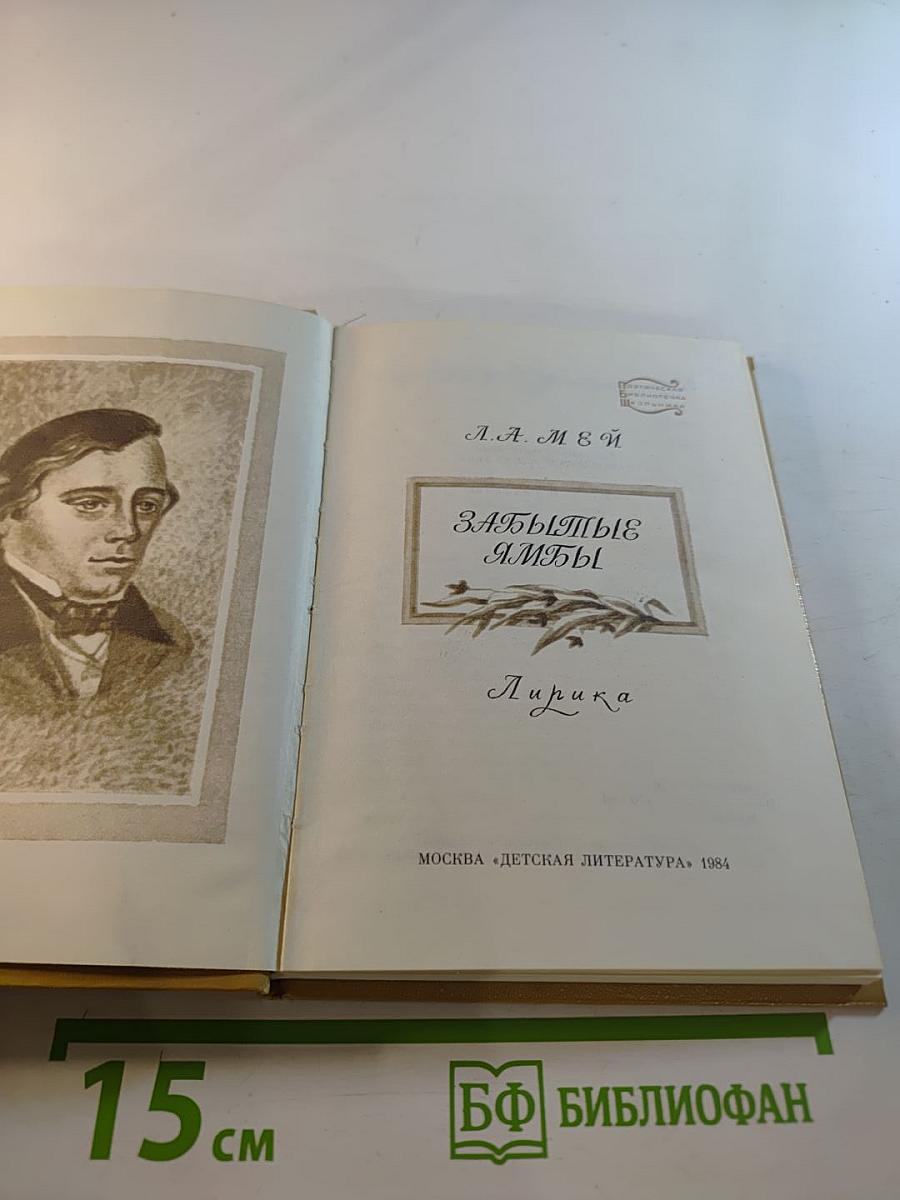 Поэтическая
Библиотечка
Школьника
Л. А. МЕЙ
ЗАБЫТЫЕ
ЯМБЫ
Лирика
МОСКВА «ДЕТСКАЯ ЛИТЕРАТУРА» 1984
15 см
БФ БИБЛИОФАН